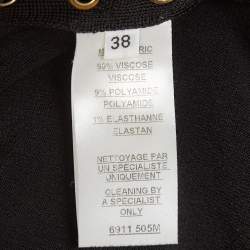 38
90% VISCOSE
VISCOSE
9% POLYAMIDE
POLYAMIDE
1% ELASTHANNE
ELASTAN
NETTOYAGE PAR
UN SPECIALISTE
UNIQUEMENT
CLEANING BY
A SPECIALIST
ONLY
6911 505M